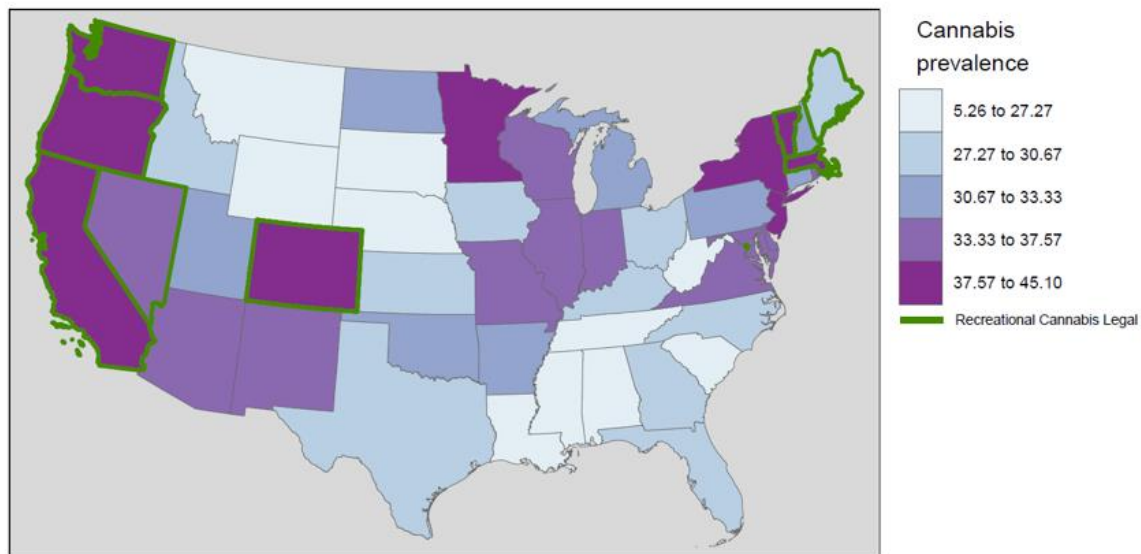 Cannabis
prevalence
5.26 to 27.27
27.27 to 30.67
30.67 to 33.33
33.33 to 37.57
37.57 to 45.10
Recreational Cannabis Legal